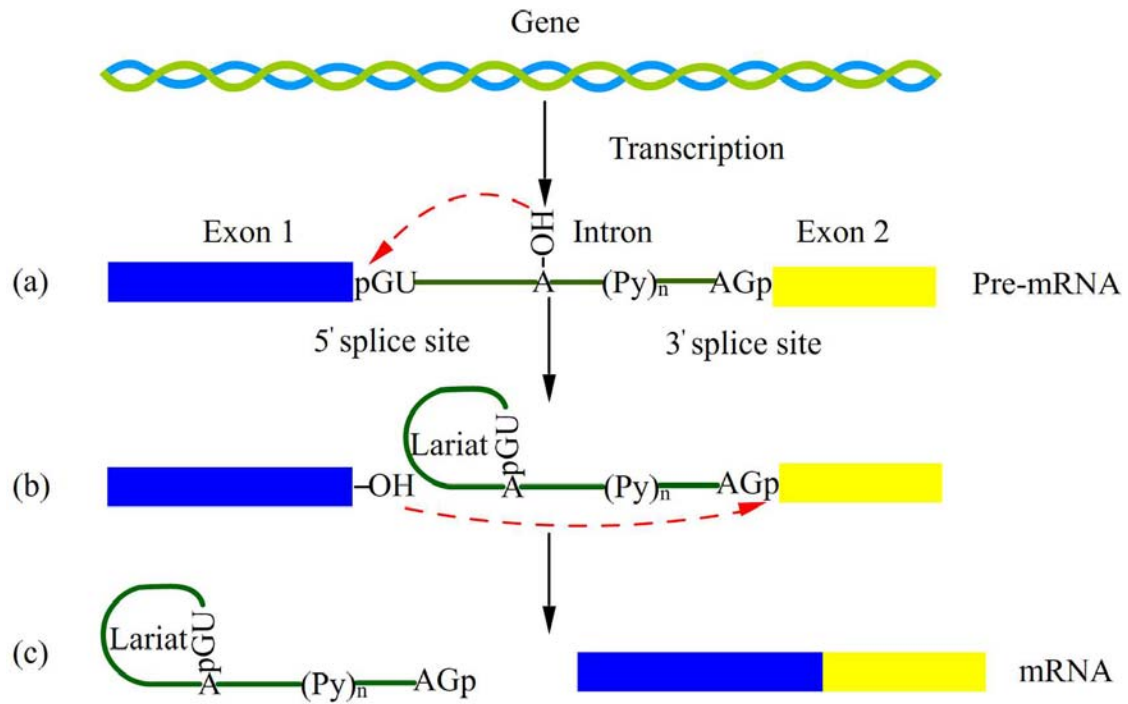 Gene
Transcription
Exon 1
OH
Intron
Exon 2
(a)
pGU
A
(Py)n
AGp
Pre-mRNA
5' splice site
3' splice site
Lariat
pGU
(b)
OH
A
(Py)n
AGp
Lariat
pGU
(c)
A
(Py)n
AGp
mRNA